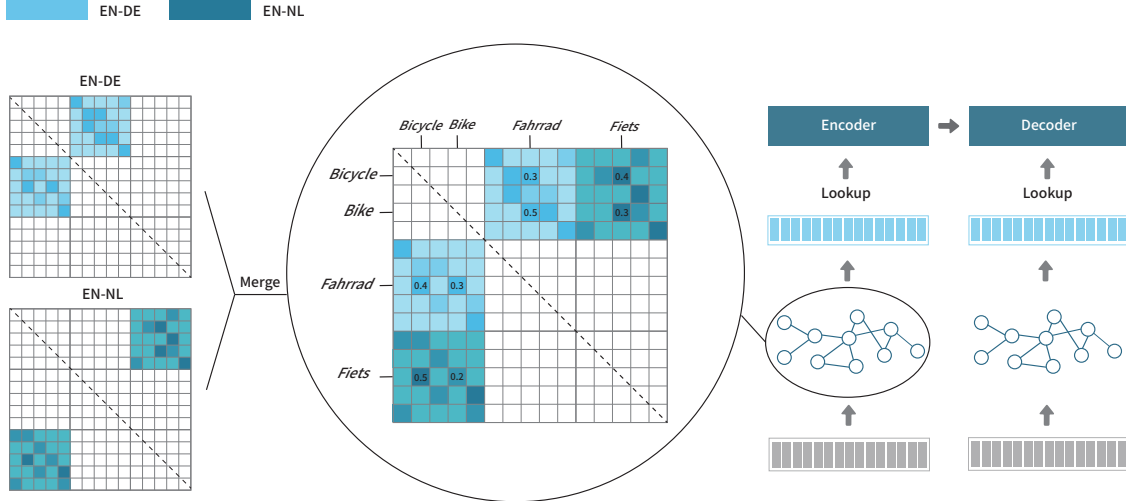 EN-DE
EN-NL
EN-DE
EN-NL
Merge
Bicycle
Bike
Fahrrad
Fiets
Bicycle
0.3
0.4
Bike
0.5
0.3
Fahrrad
0.4
0.3
Fiets
0.5
0.2
Encoder
Decoder
Lookup
Lookup